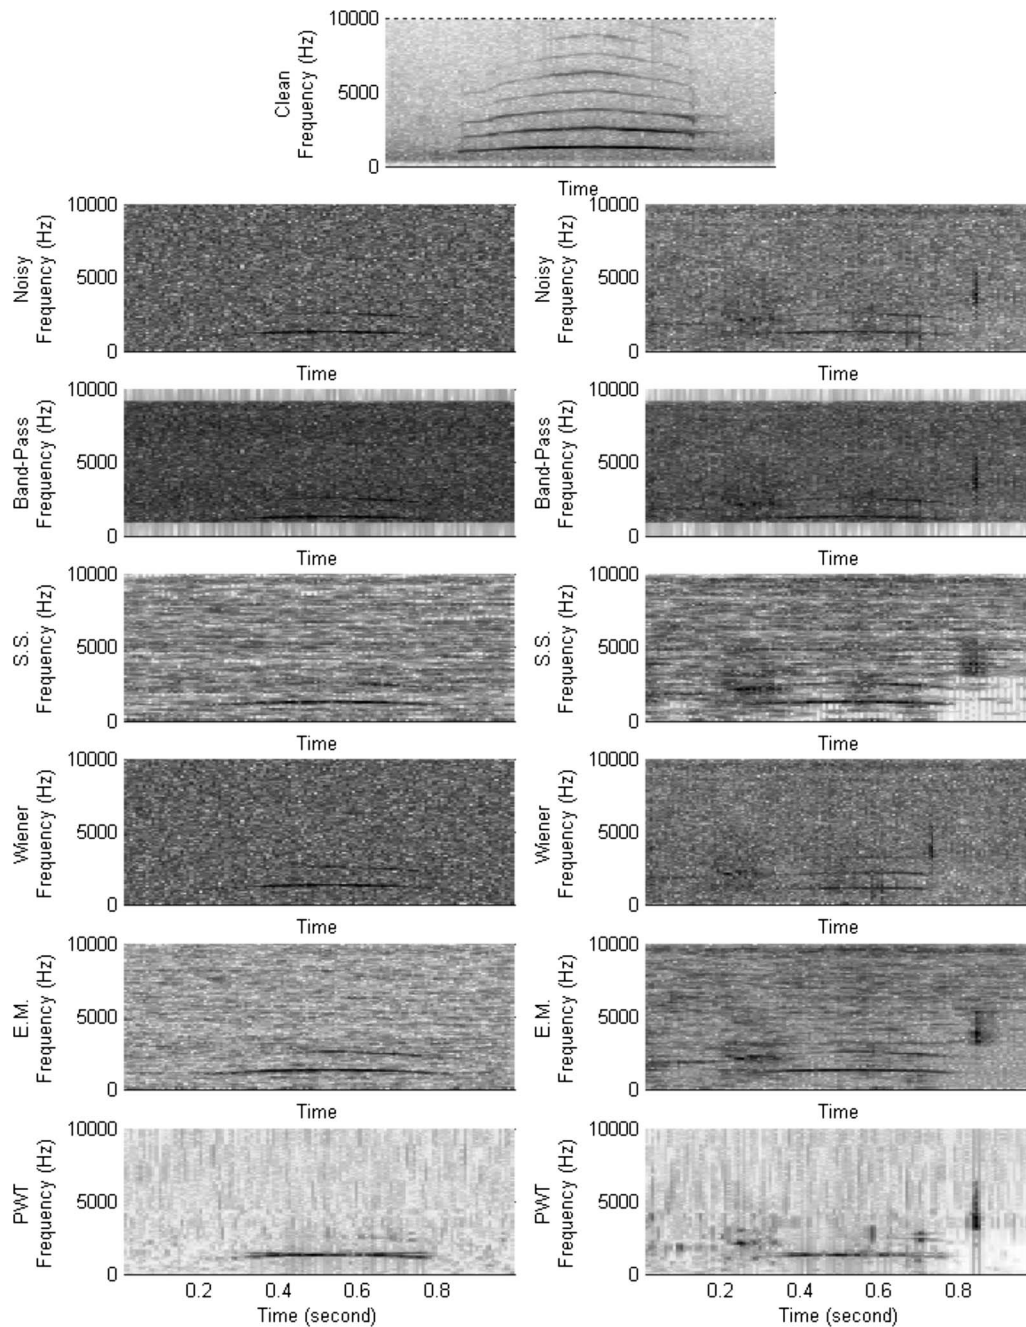 10000
Clean
Frequency (Hz)
5000
0
Time
10000
Noisy
Frequency (Hz)
5000
0
Time
10000
Noisy
Frequency (Hz)
5000
0
Time
10000
Band-Pass
Frequency (Hz)
5000
0
Time
10000
Band-Pass
Frequency (Hz)
5000
0
Time
10000
S.S.
Frequency (Hz)
5000
0
Time
10000
S.S.
Frequency (Hz)
5000
0
Time
10000
Wiener
Frequency (Hz)
5000
0
Time
10000
Wiener
Frequency (Hz)
5000
0
Time
10000
E.M.
Frequency (Hz)
5000
0
Time
10000
E.M.
Frequency (Hz)
5000
0
Time
10000
PWT
Frequency (Hz)
5000
0
0.2 0.4 0.6 0.8
Time (second)
10000
PWT
Frequency (Hz)
5000
0
0.2 0.4 0.6 0.8
Time (second)